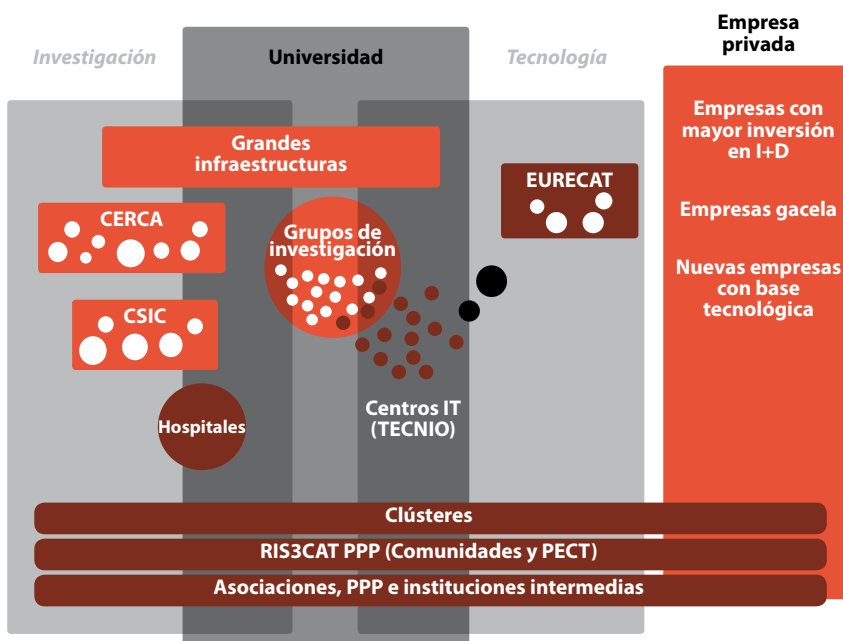 Empresa
privada
Investigación
Universidad
Tecnología
Empresas con
mayor inversión
en I+D
Grandes
infraestructuras
EURECAT
CERCA
Empresas gacela
Grupos de
investigación
Nuevas empresas
con base
tecnológica
CSIC
Centros IT
(TECNIO)
Hospitales
Clústeres
RIS3CAT PPP (Comunidades y PECT)
Asociaciones, PPP e instituciones intermedias